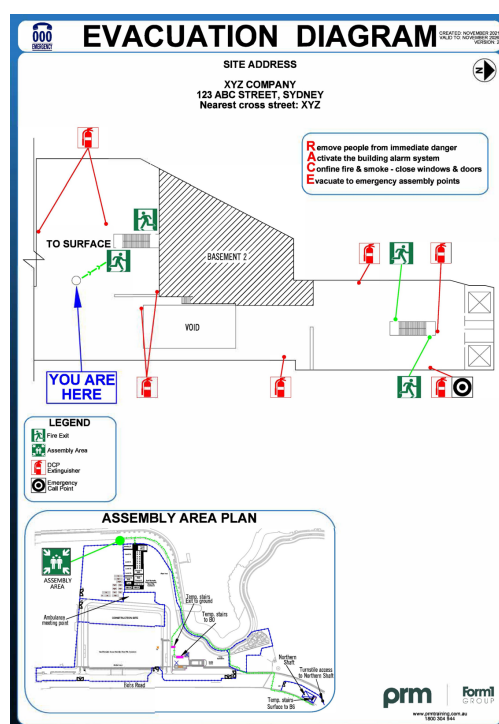 000
EMERGENCY
EVACUATION DIAGRAM
CREATED: NOVEMBER 2021
VALID TO: NOVEMBER 2026
VERSION: 2
SITE ADDRESS
N
XYZ COMPANY
123 ABC STREET, SYDNEY
Nearest cross street: XYZ
Remove people from immediate danger
Activate the building alarm system
Confine fire & smoke - close windows & doors
Evacuate to emergency assembly points
TO SURFACE
BASEMENT 2
VOID
YOU ARE
HERE
LEGEND
Fire Exit
Assembly Area
DCP
Extinguisher
Emergency
Call Point
ASSEMBLY AREA PLAN
ASSEMBLY
AREA
Temp. stairs
Exit to ground
Ambulance
meeting point
Temp. stairs
to B0
Northern
Shaft
Turnstile access
to Northern Shaft
Temp. stairs
Surface to B6
prm
Form1
GROUP
www.prmtraining.com.au
1800 304 944